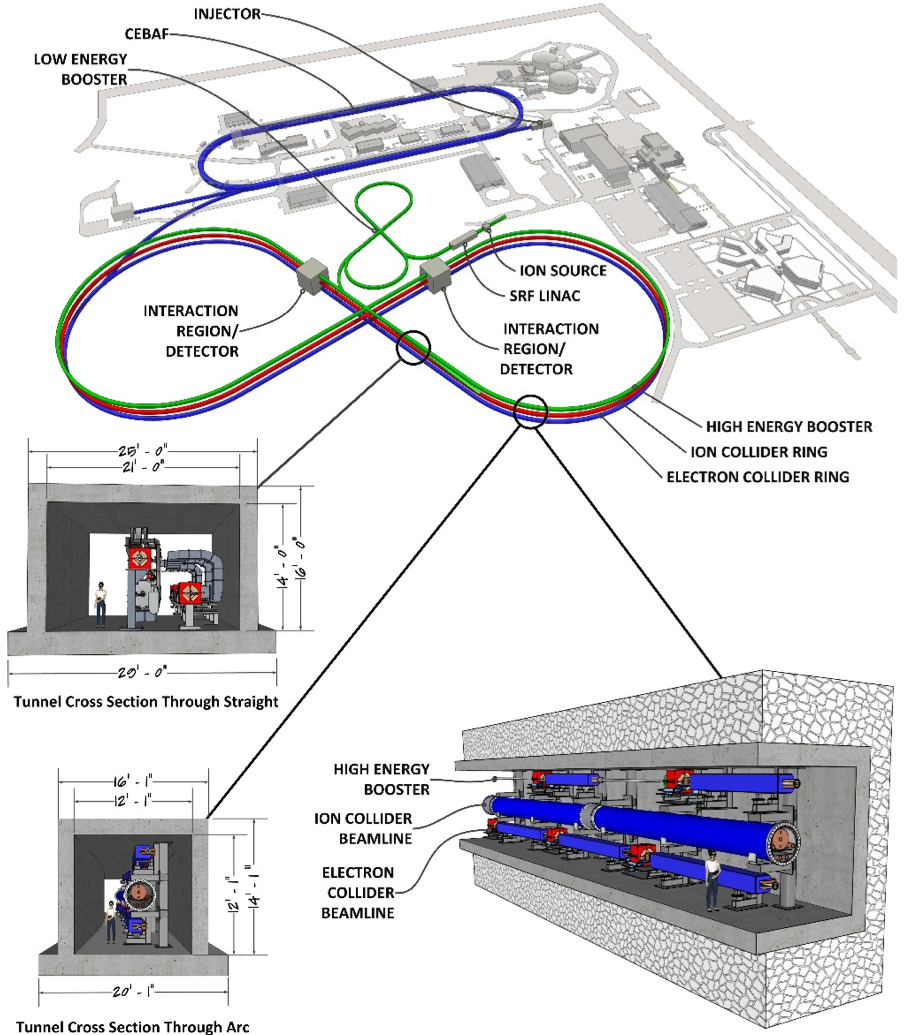 INJECTOR
CEBAF
LOW ENERGY
BOOSTER
ION SOURCE
SRF LINAC
INTERACTION
REGION/
DETECTOR
INTERACTION
REGION/
DETECTOR
HIGH ENERGY BOOSTER
ION COLLIDER RING
ELECTRON COLLIDER RING
25' - 0"
21' - 0"
14' - 0"
16' - 0"
29' - 0"
Tunnel Cross Section Through Straight
HIGH ENERGY
BOOSTER
ION COLLIDER
BEAMLINE
ELECTRON
COLLIDER
BEAMLINE
16' - 1"
12' - 1"
12' - 1"
14' - 1"
20' - 1"
Tunnel Cross Section Through Arc